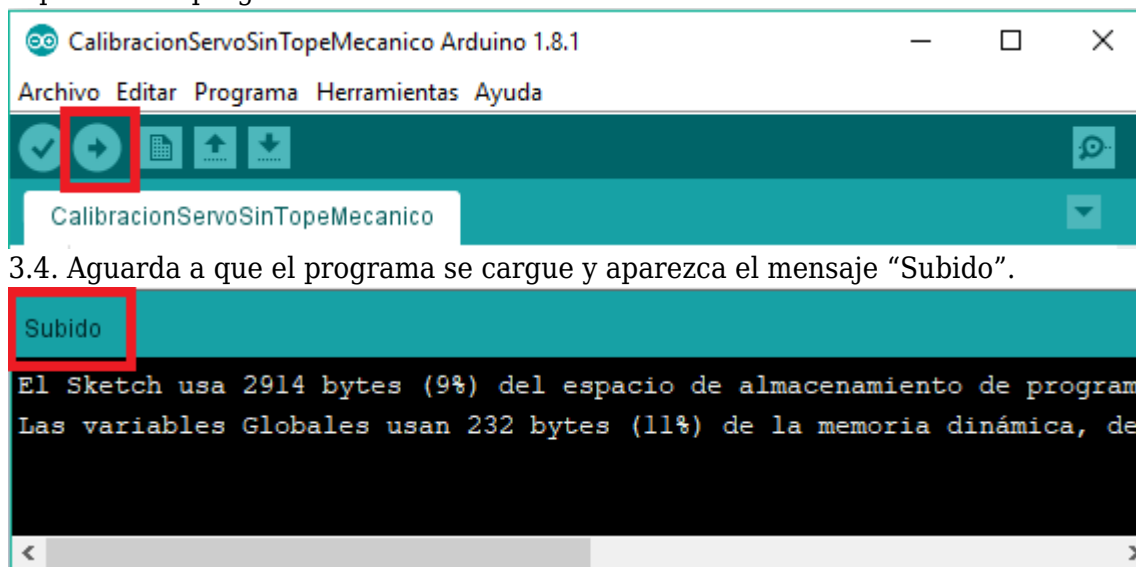 CalibracionServoSinTopeMecanico Arduino 1.8.1
Archivo Editar Programa Herramientas Ayuda
CalibracionServoSinTopeMecanico
3.4. Aguarda a que el programa se cargue y aparezca el mensaje “Subido”.
Subido
El Sketch usa 2914 bytes (9%) del espacio de almacenamiento de program
Las variables Globales usan 232 bytes (11%) de la memoria dinámica, de